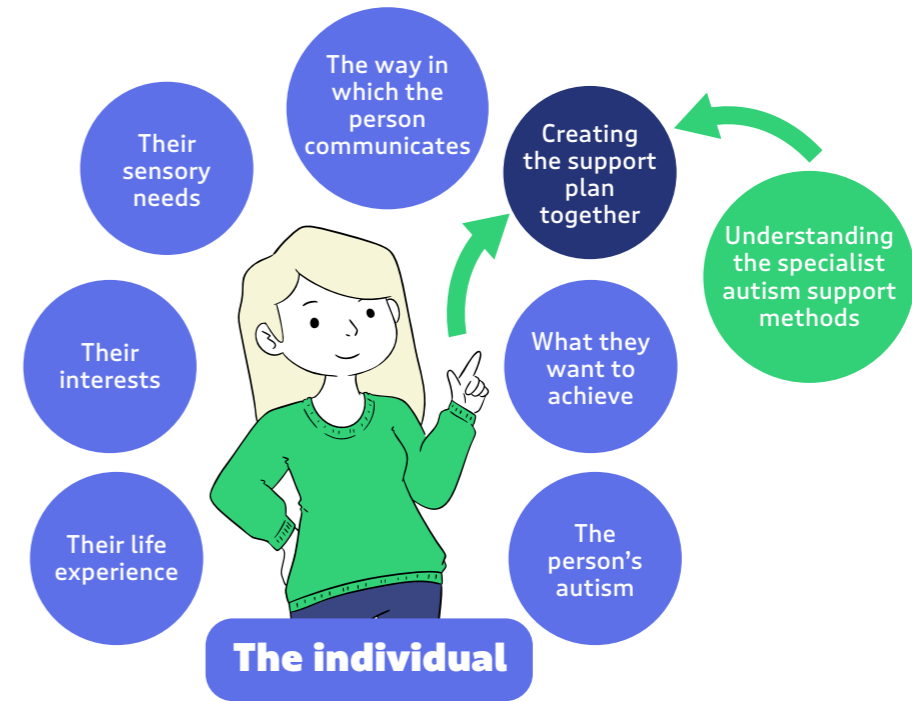 The way in
which the
person
communicates
Their
sensory
needs
Creating
the support
plan
together
Understanding
the specialist
autism support
methods
Their
interests
What they
want to
achieve
Their life
experience
The
person's
autism
The individual